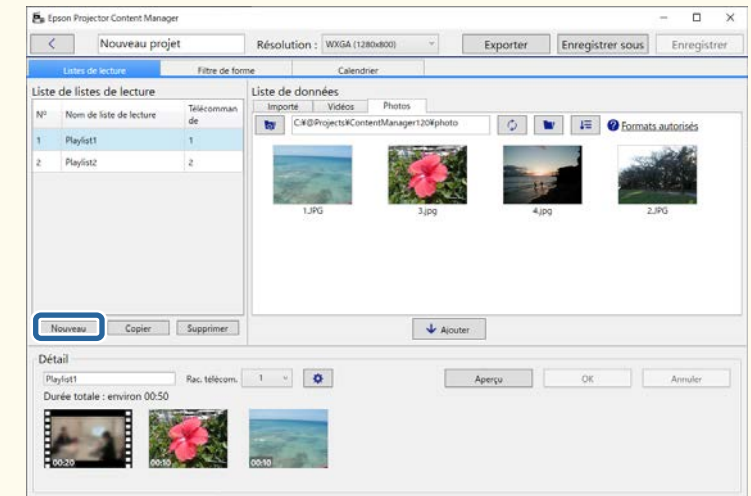 Epson Projector Content Manager
Nouveau projet Résolution : WXGA (1280x800) Exporter Enregistrer sous Enregistrer
Listes de lecture Filtre de forme Calendrier
Liste de listes de lecture
Nº Nom de liste de lecture Télécomman
de
1 Playlist1 1
2 Playlist2 2
Nouveau Copier Supprimer
Liste de données
Importé Vidéos Photos
C:¥@Projects¥ContentManager120¥photo Formats autorisés
1.JPG 3.jpg 4.jpg 2.JPG
Ajouter
Détail
Playlist1 Rac. télécom. 1 Aperçu OK Annuler
Durée totale : environ 00:50
00:20 00:10 00:10